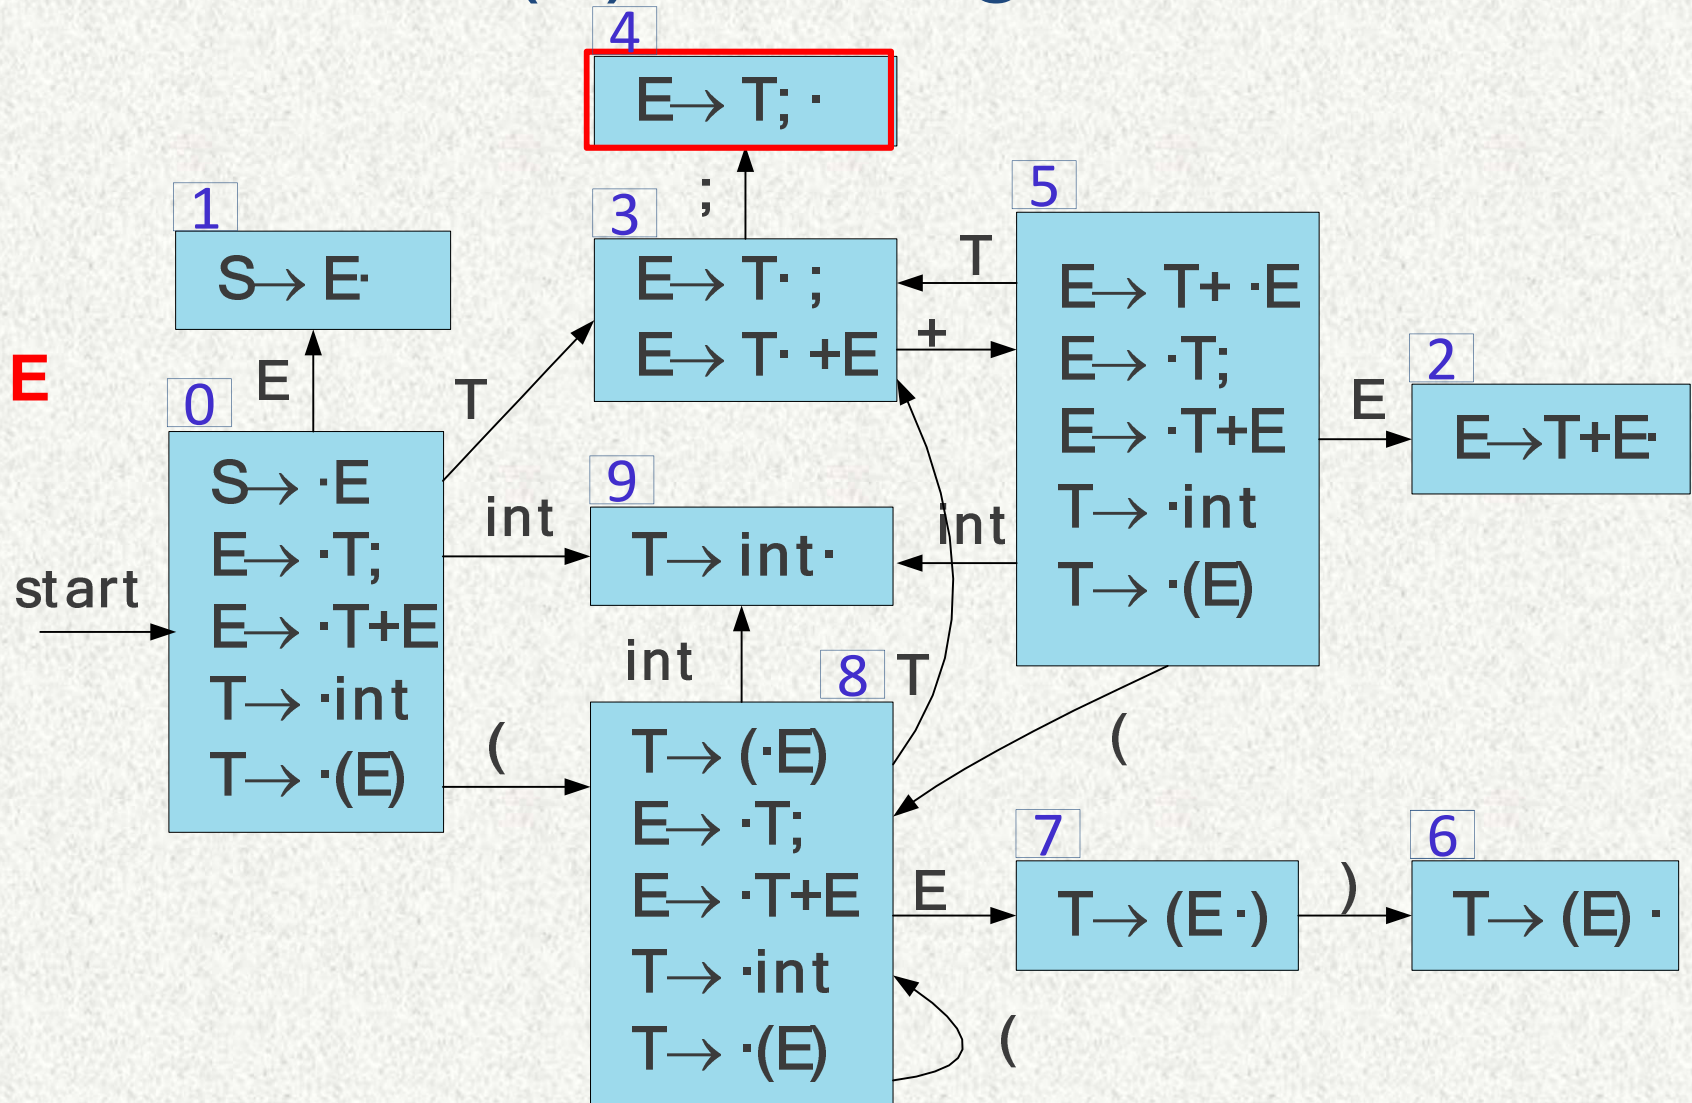 4
E→ T; ·
1
S→ E·
;
3
E→ T· ;
E→ T· +E
T
+
5
E→ T+ ·E
E→ ·T;
E→ ·T+E
T→ ·int
T→ ·(E)
E
2
E→T+E·
E
E
T
0
S→ ·E
E→ ·T;
E→ ·T+E
T→ ·int
T→ ·(E)
start
int
9
T→ int·
int
int
8
T
(
(
T→ (·E)
E→ ·T;
E→ ·T+E
T→ ·int
T→ ·(E)
E
7
T→ (E ·)
)
6
T→ (E) ·
(